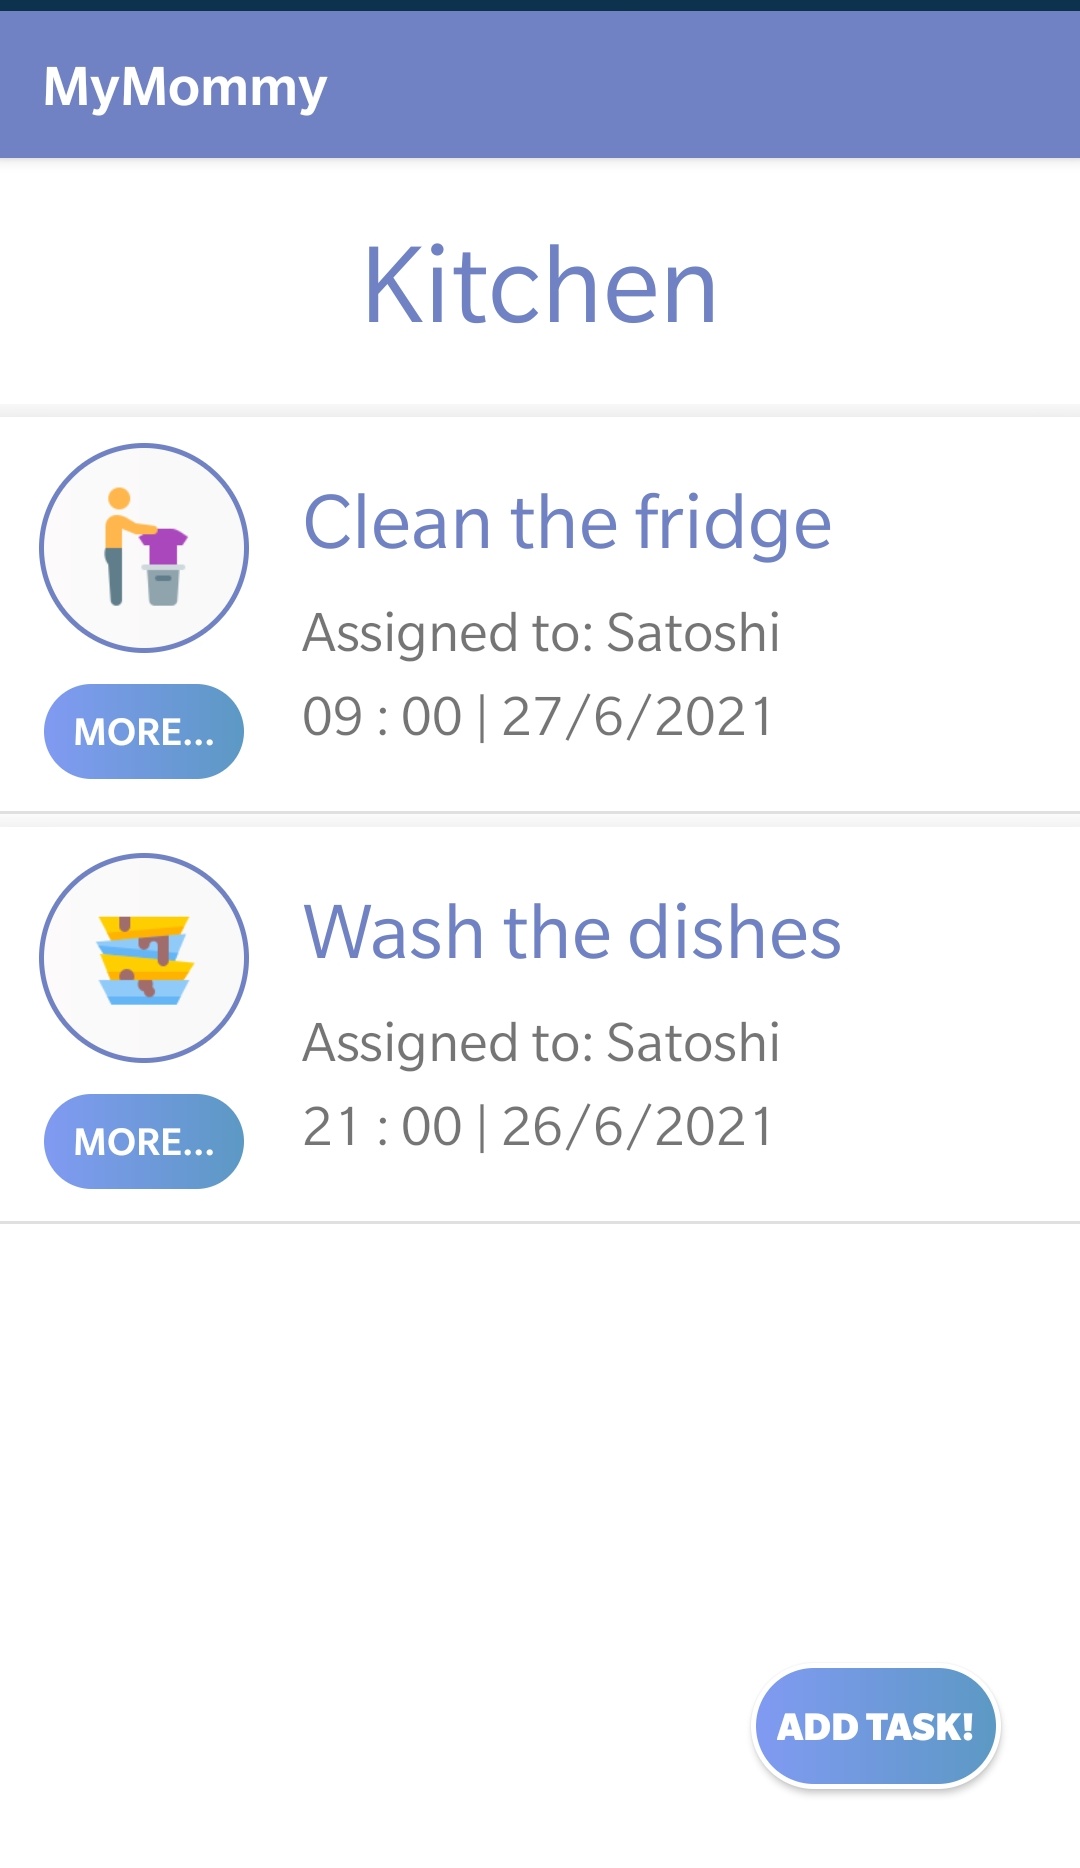 MyMommy
Kitchen
Clean the fridge
Assigned to: Satoshi
09 : 00 | 27/6/2021
MORE...
Wash the dishes
Assigned to: Satoshi
21 : 00 | 26/6/2021
MORE...
ADD TASK!